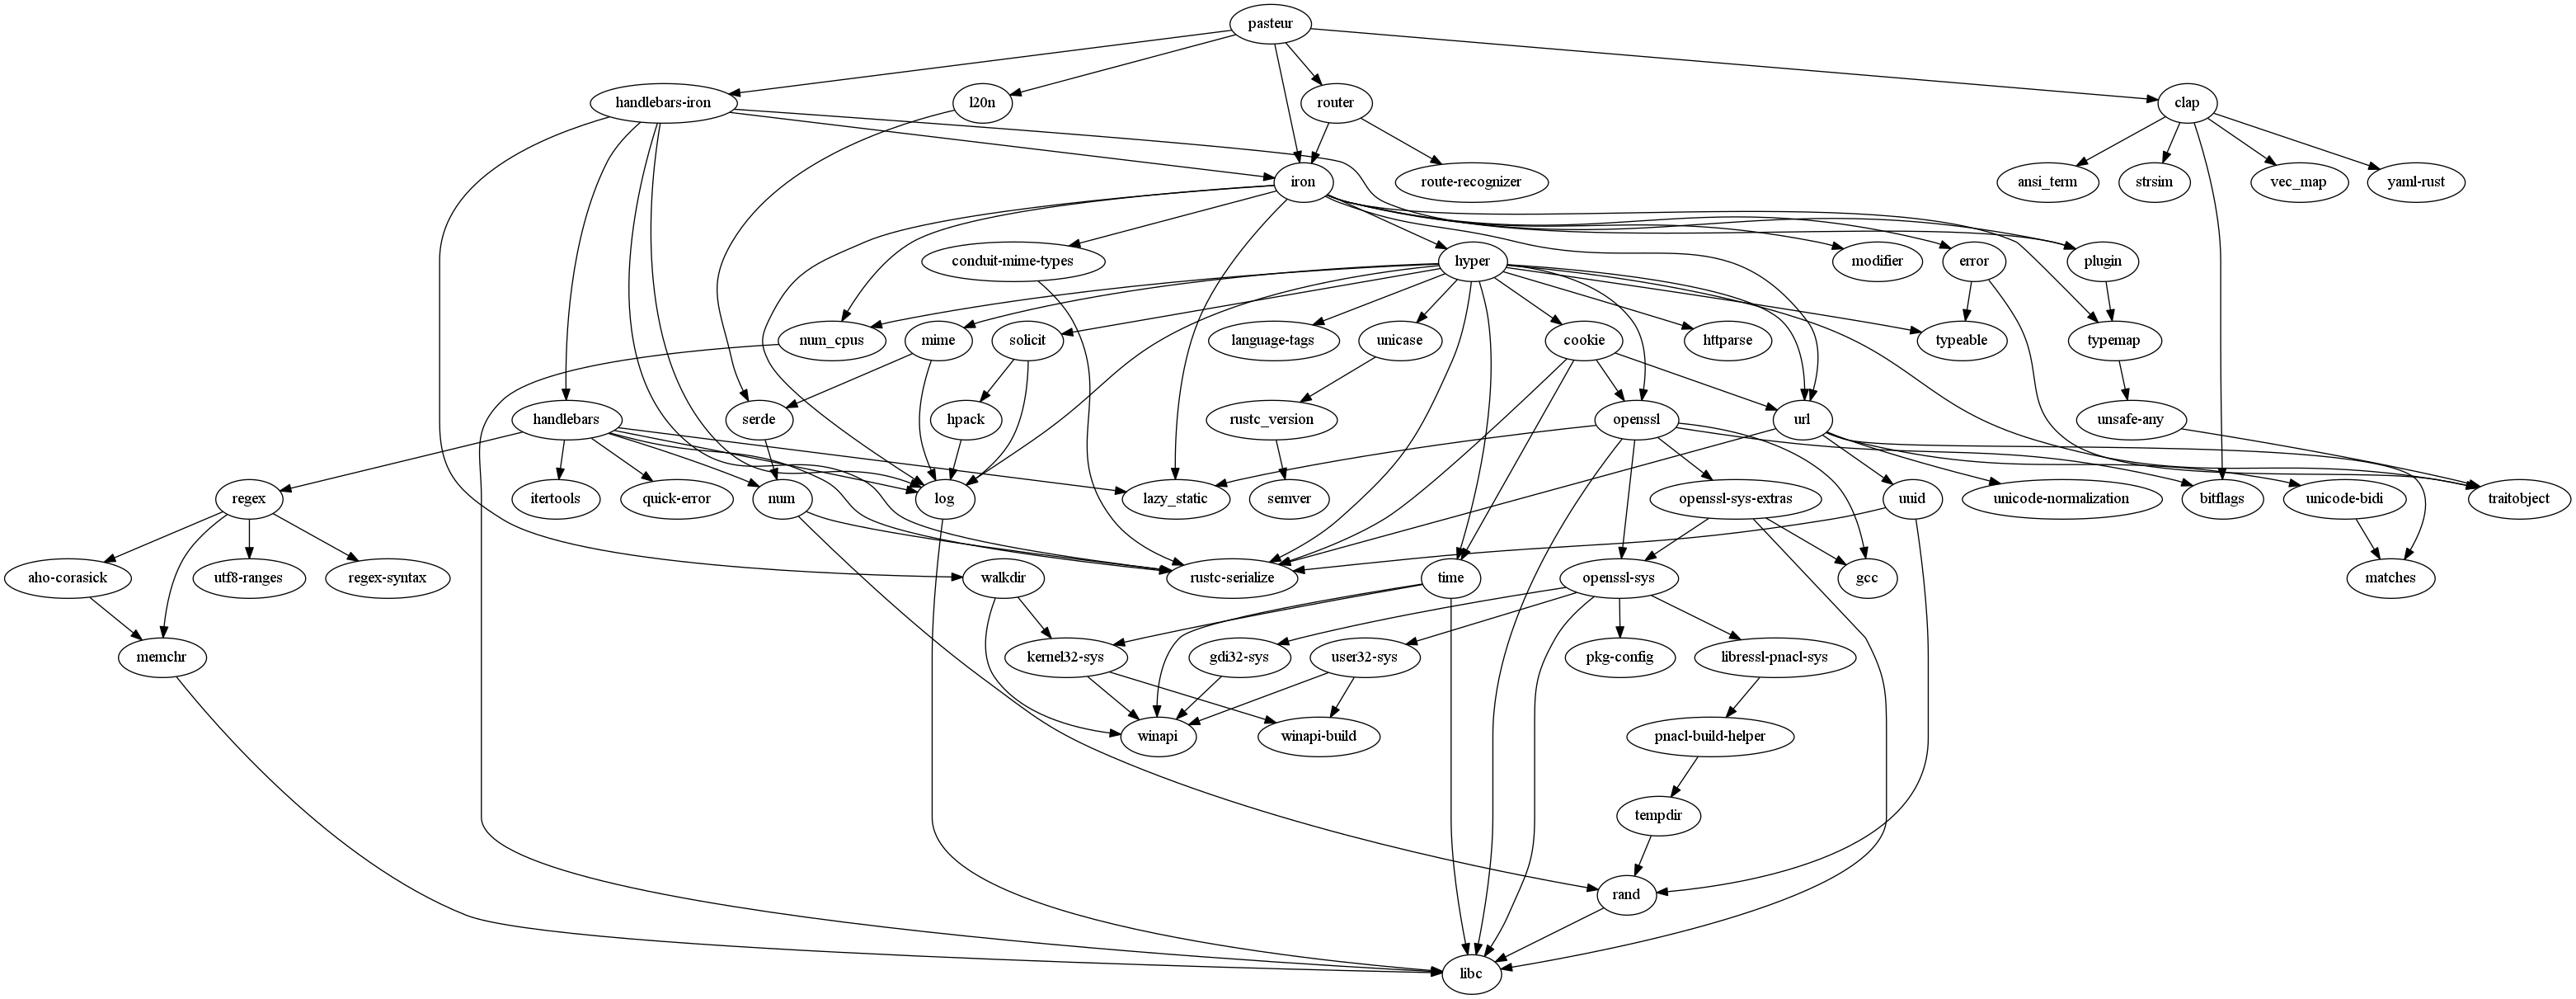 pasteur
handlebars-iron
l20n
router
clap
iron
route-recognizer
ansi_term
strsim
vec_map
yaml-rust
conduit-mime-types
hyper
modifier
error
plugin
num_cpus
mime
solicit
language-tags
unicase
cookie
httparse
typeable
typemap
handlebars
serde
hpack
rustc_version
openssl
url
unsafe-any
regex
itertools
quick-error
num
log
lazy_static
semver
openssl-sys-extras
uuid
unicode-normalization
bitflags
unicode-bidi
traitobject
aho-corasick
utf8-ranges
regex-syntax
walkdir
rustc-serialize
time
openssl-sys
gcc
matches
memchr
kernel32-sys
gdi32-sys
user32-sys
pkg-config
libressl-pnacl-sys
winapi
winapi-build
pnacl-build-helper
tempdir
rand
libc